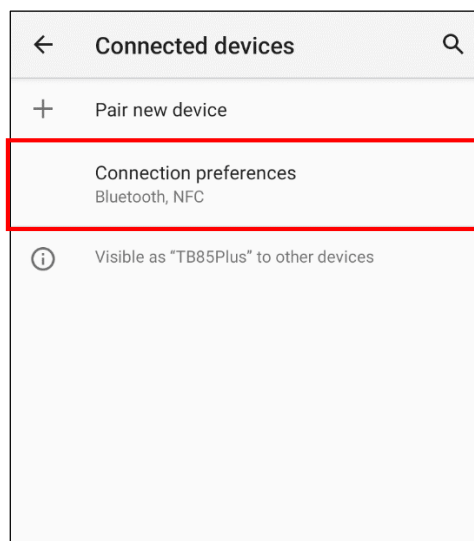 Connected devices
Pair new device
Connection preferences
Bluetooth, NFC
Visible as "TB85Plus" to other devices